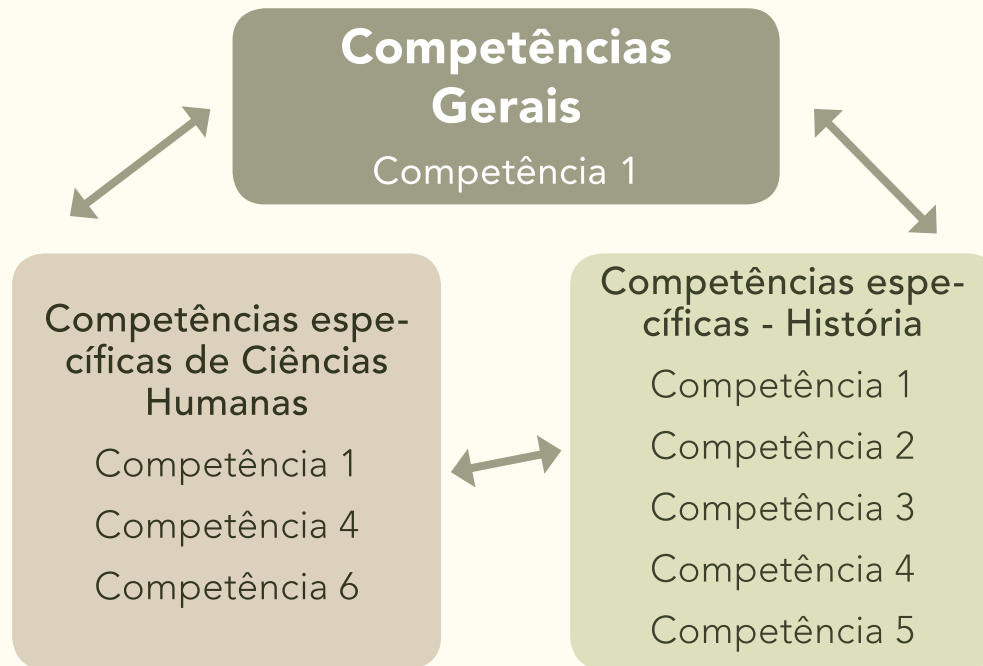 Competências
Gerais
Competência 1
Competências espe-
cíficas de Ciências
Humanas
Competência 1
Competência 4
Competência 6
Competências espe-
cíficas - História
Competência 1
Competência 2
Competência 3
Competência 4
Competência 5